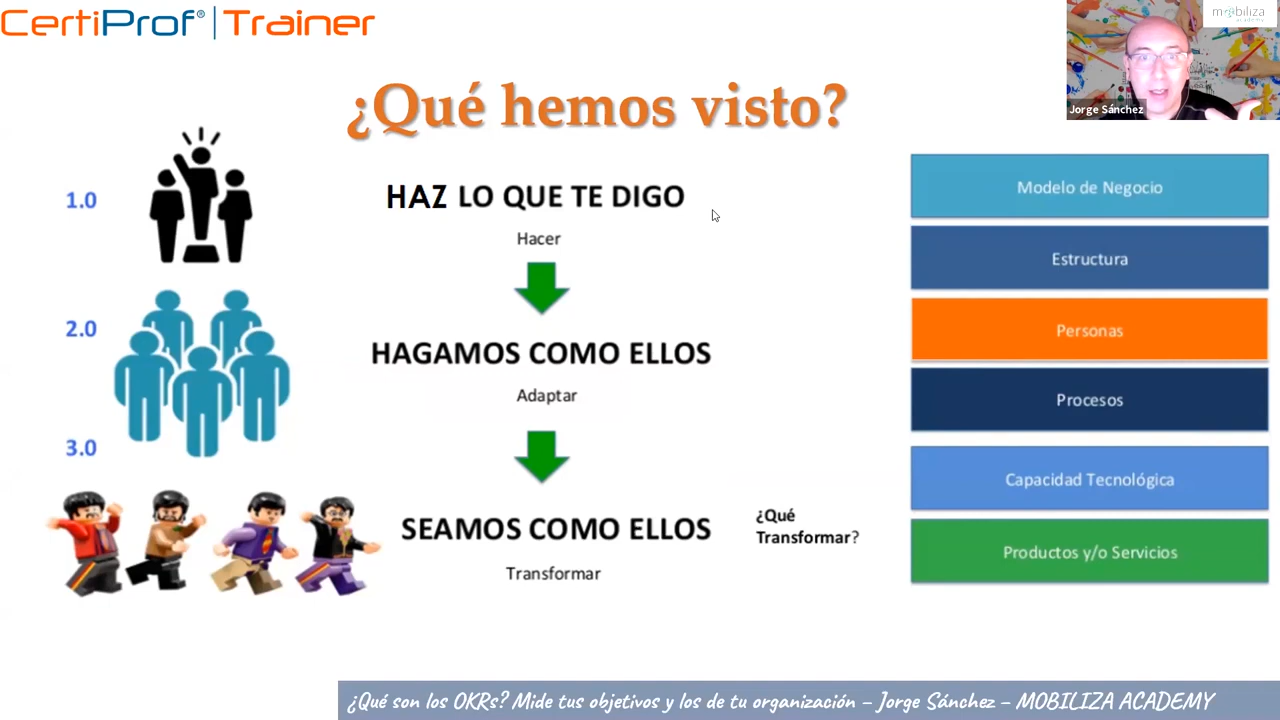 CertiProf® | Trainer
mobiliza
academy
Jorge Sánchez
¿Qué hemos visto?
1.0
HAZ LO QUE TE DIGO
Hacer
2.0
HAGAMOS COMO ELLOS
Adaptar
3.0
SEAMOS COMO ELLOS
Transformar
¿Qué
Transformar?
Modelo de Negocio
Estructura
Personas
Procesos
Capacidad Tecnológica
Productos y/o Servicios
¿Qué son los OKRs? Mide tus objetivos y los de tu organización – Jorge Sánchez – MOBILIZA ACADEMY